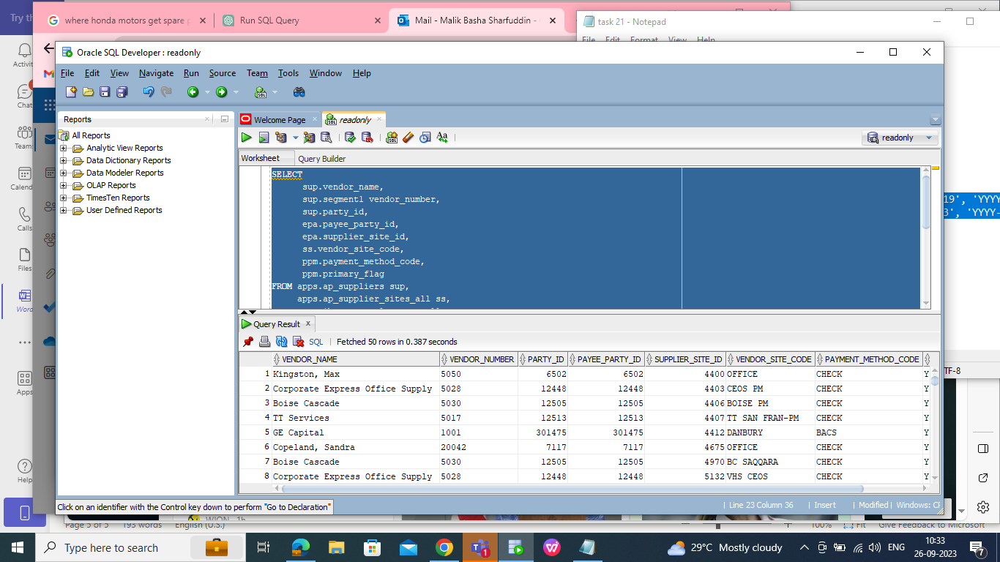 Try th
where honda motors get spare p
Run SQL Query
Mail - Malik Basha Sharfuddin -
task 21 - Notepad
File Edit Format View Help
Oracle SQL Developer : readonly
File Edit View Navigate Run Source Team Tools Window Help
Activit
Chat
Teams
Calend
Calls
Files
Word
Apps
Help
Reports
All Reports
Analytic View Reports
Data Dictionary Reports
Data Modeler Reports
OLAP Reports
TimesTen Reports
User Defined Reports
Welcome Page
readonly
readonly
Worksheet
Query Builder
SELECT
sup.vendor_name,
sup.segment1 vendor_number,
sup.party_id,
epa.payee_party_id,
epa.supplier_site_id,
ss.vendor_site_code,
ppm.payment_method_code,
ppm.primary_flag
FROM apps.ap_suppliers sup,
apps.ap_supplier_sites_all ss,
19', 'YYYY
3', 'YYYY-
Query Result
SQL | Fetched 50 rows in 0.387 seconds
VENDOR_NAME VENDOR_NUMBER PARTY_ID PAYEE_PARTY_ID SUPPLIER_SITE_ID VENDOR_SITE_CODE PAYMENT_METHOD_CODE
1 Kingston, Max 5050 6502 6502 4400 OFFICE CHECK Y
2 Corporate Express Office Supply 5028 12448 12448 4403 CEOS PM CHECK Y
3 Boise Cascade 5030 12505 12505 4406 BOISE PM CHECK Y
4 TT Services 5017 12513 12513 4407 TT SAN FRAN-PM CHECK Y
5 GE Capital 1001 301475 301475 4412 DANBURY BACS Y
6 Copeland, Sandra 20042 7117 7117 4675 OFFICE CHECK Y
7 Boise Cascade 5030 12505 12505 4970 BC SAQQARA CHECK Y
8 Corporate Express Office Supply 5028 12448 12448 5132 VHS CEOS CHECK Y
TF-8
Click on an identifier with the Control key down to perform "Go to Declaration"
| Line 23 Column 36 | Insert | Modified | Windows: CF
Page 5 of 5 195 words English (U.S.)
WION 1h
100% Fit Give Feedback to Microsoft
Type here to search
29°C Mostly cloudy
ENG
10:33
26-09-2023
1
7